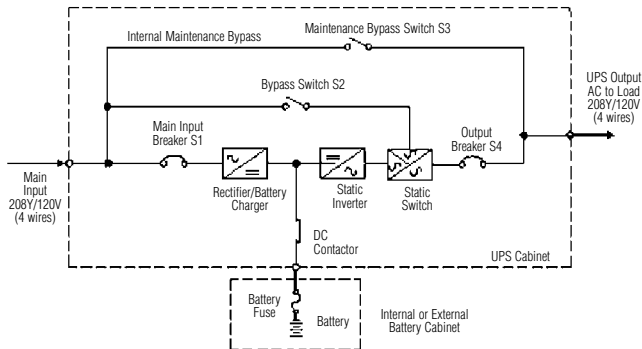 Internal Maintenance Bypass
Maintenance Bypass Switch S3
Bypass Switch S2
UPS Output
AC to Load
208Y/120V
(4 wires)
Main Input
Breaker S1
Output
Breaker S4
Main
Input
208Y/120V
(4 wires)
Rectifier/Battery
Charger
Static
Inverter
Static
Switch
DC
Contactor
UPS Cabinet
Battery
Fuse
Battery
Internal or External
Battery Cabinet